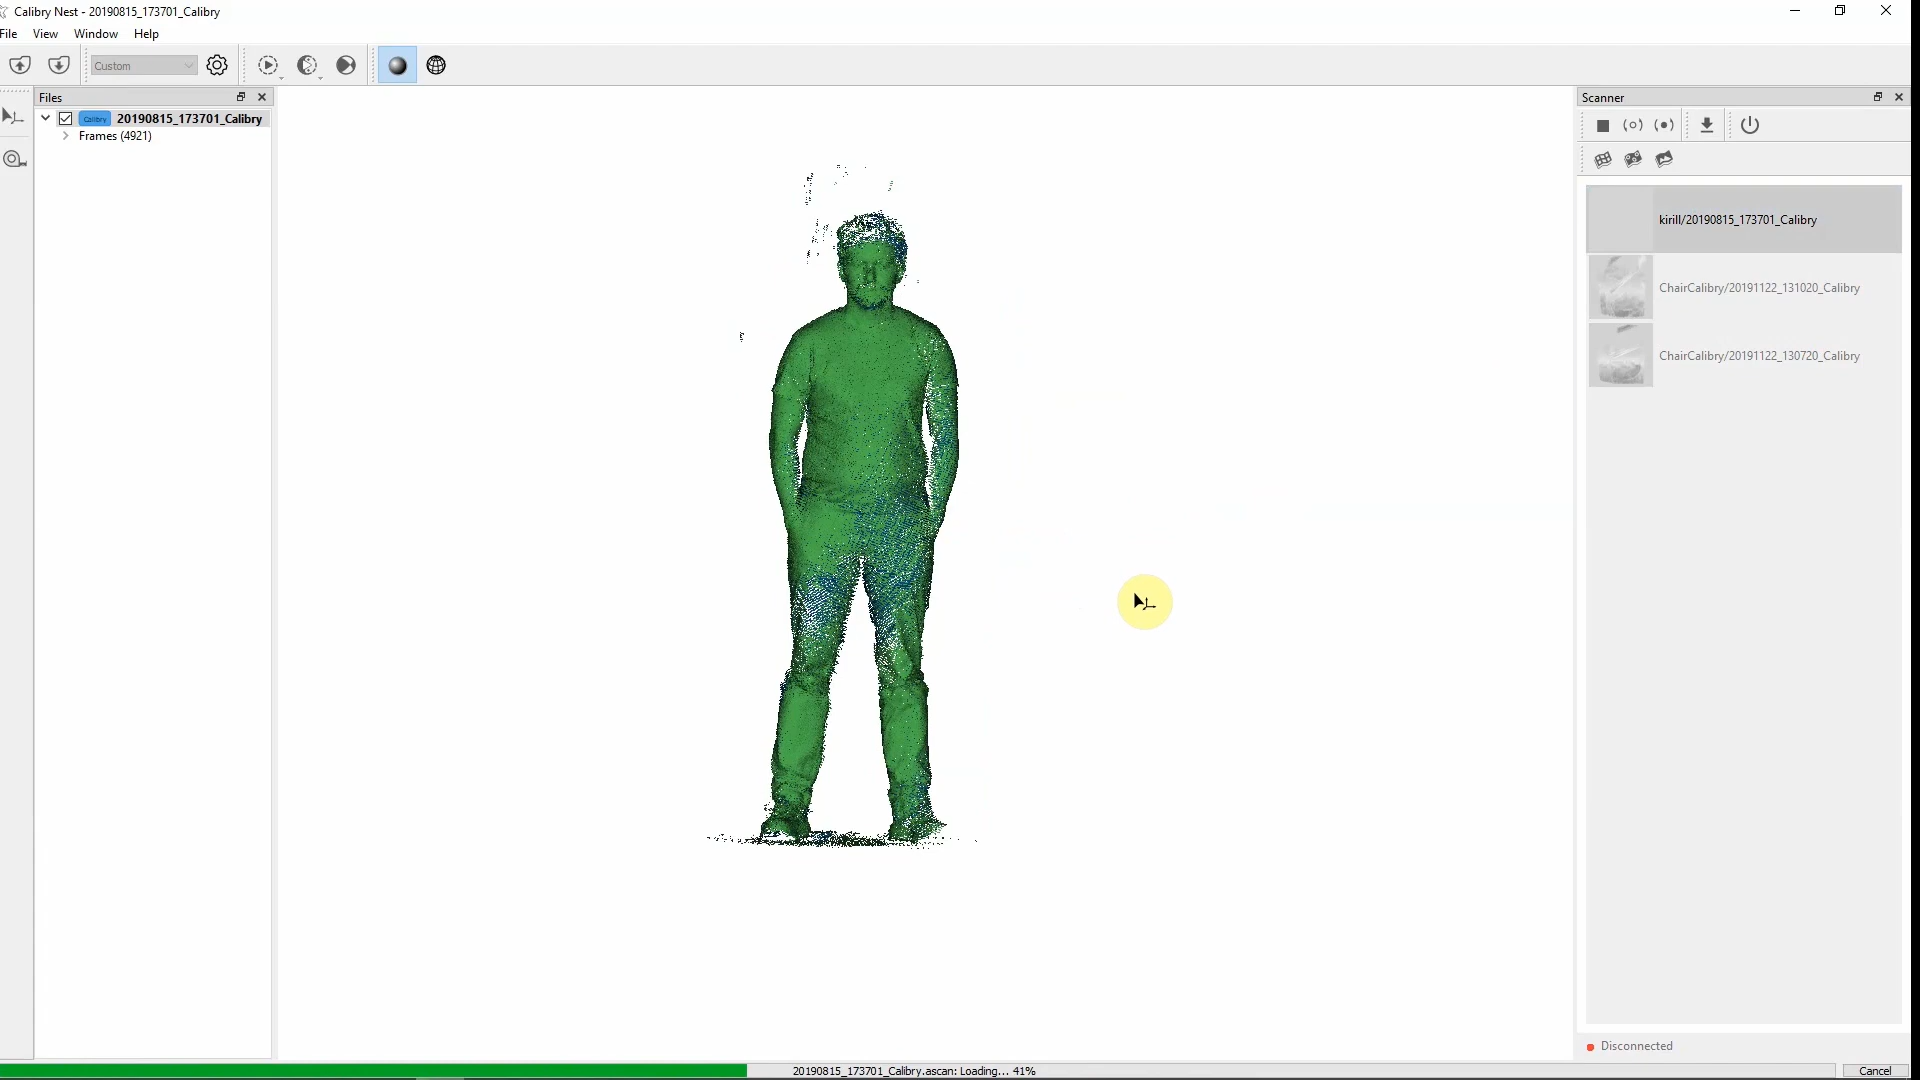 Calibry Nest - 20190815_173701_Calibry
File View Window Help
Custom
Files
Calibry 20190815_173701_Calibry
Frames (4921)
Scanner
kirill/20190815_173701_Calibry
ChairCalibry/20191122_131020_Calibry
ChairCalibry/20191122_130720_Calibry
Disconnected
20190815_173701_Calibry.ascan: Loading... 41%
Cancel